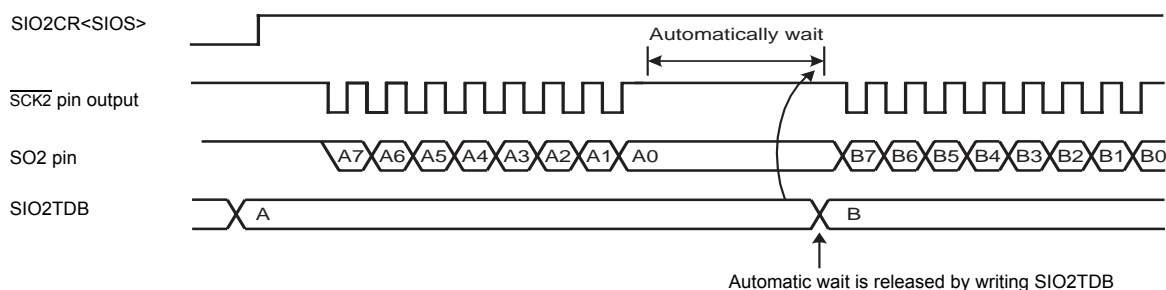 SIO2CR<SIOS>
Automatically wait
SCK2 pin output
SO2 pin
A7 A6 A5 A4 A3 A2 A1 A0 B7 B6 B5 B4 B3 B2 B1 B0
SIO2TDB
A B
Automatic wait is released by writing SIO2TDB